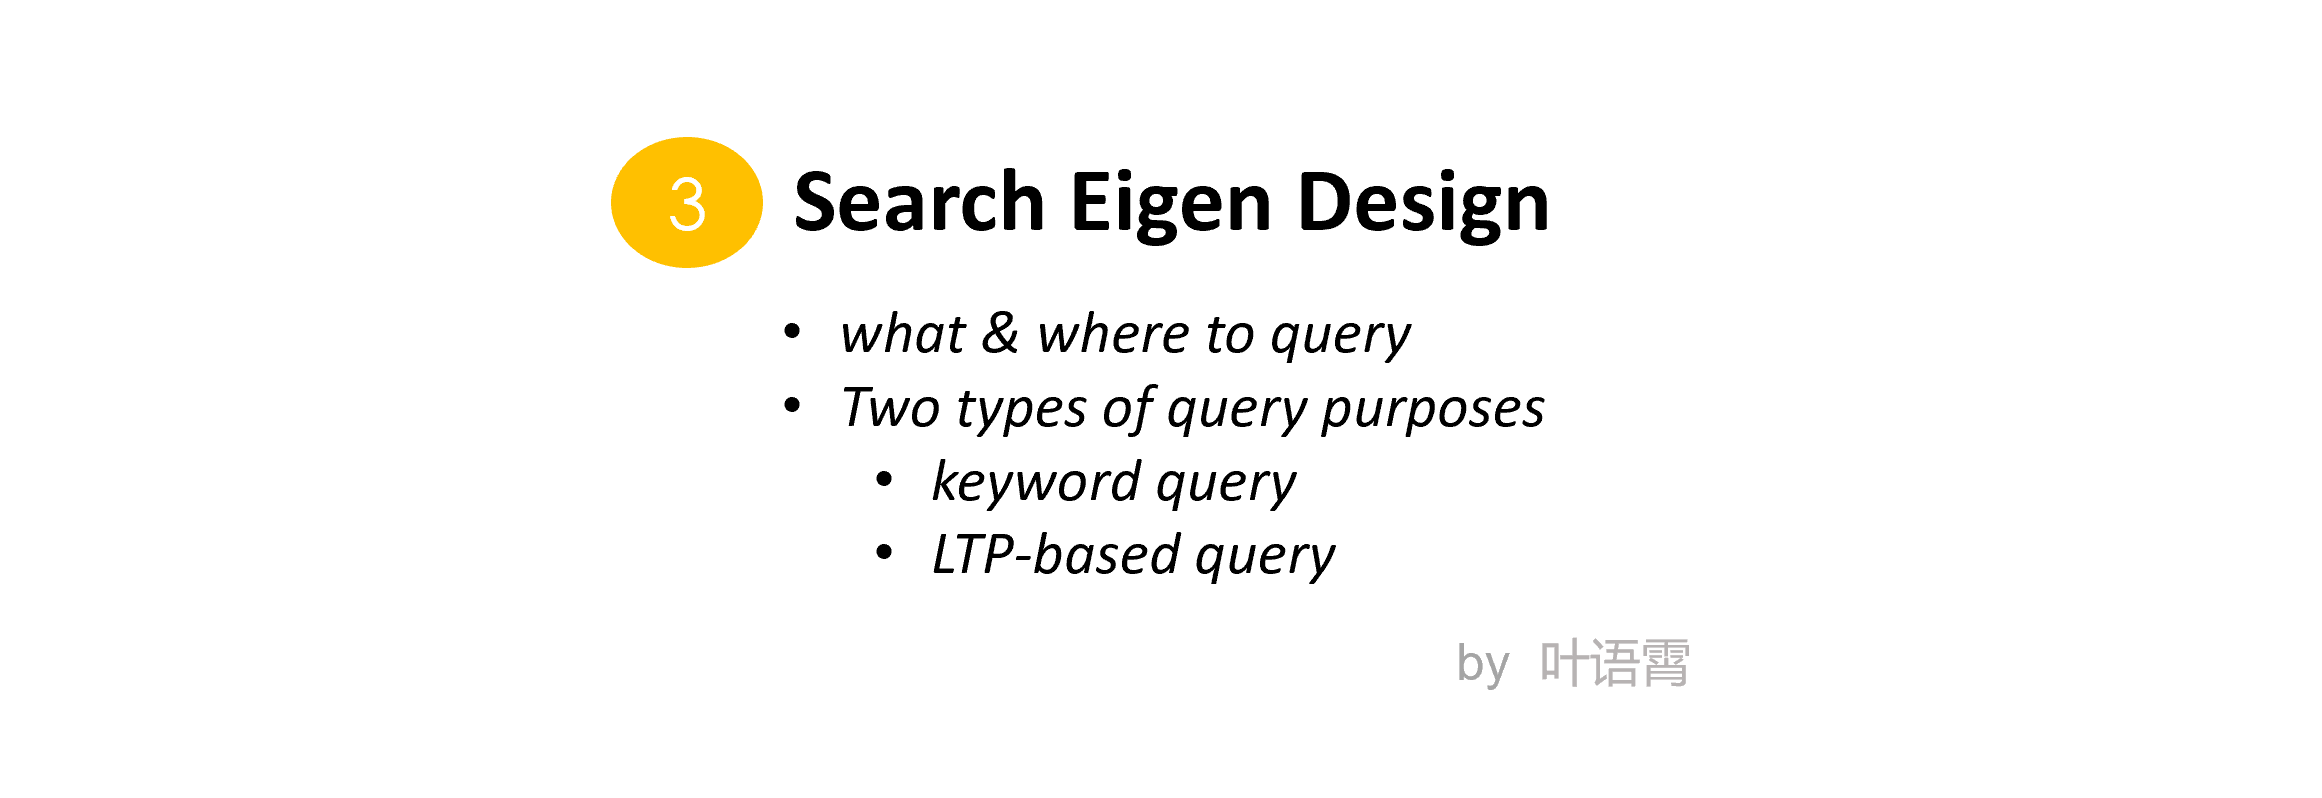 3 Search Eigen Design
• what & where to query
• Two types of query purposes
• keyword query
• LTP-based query
by 叶语霄